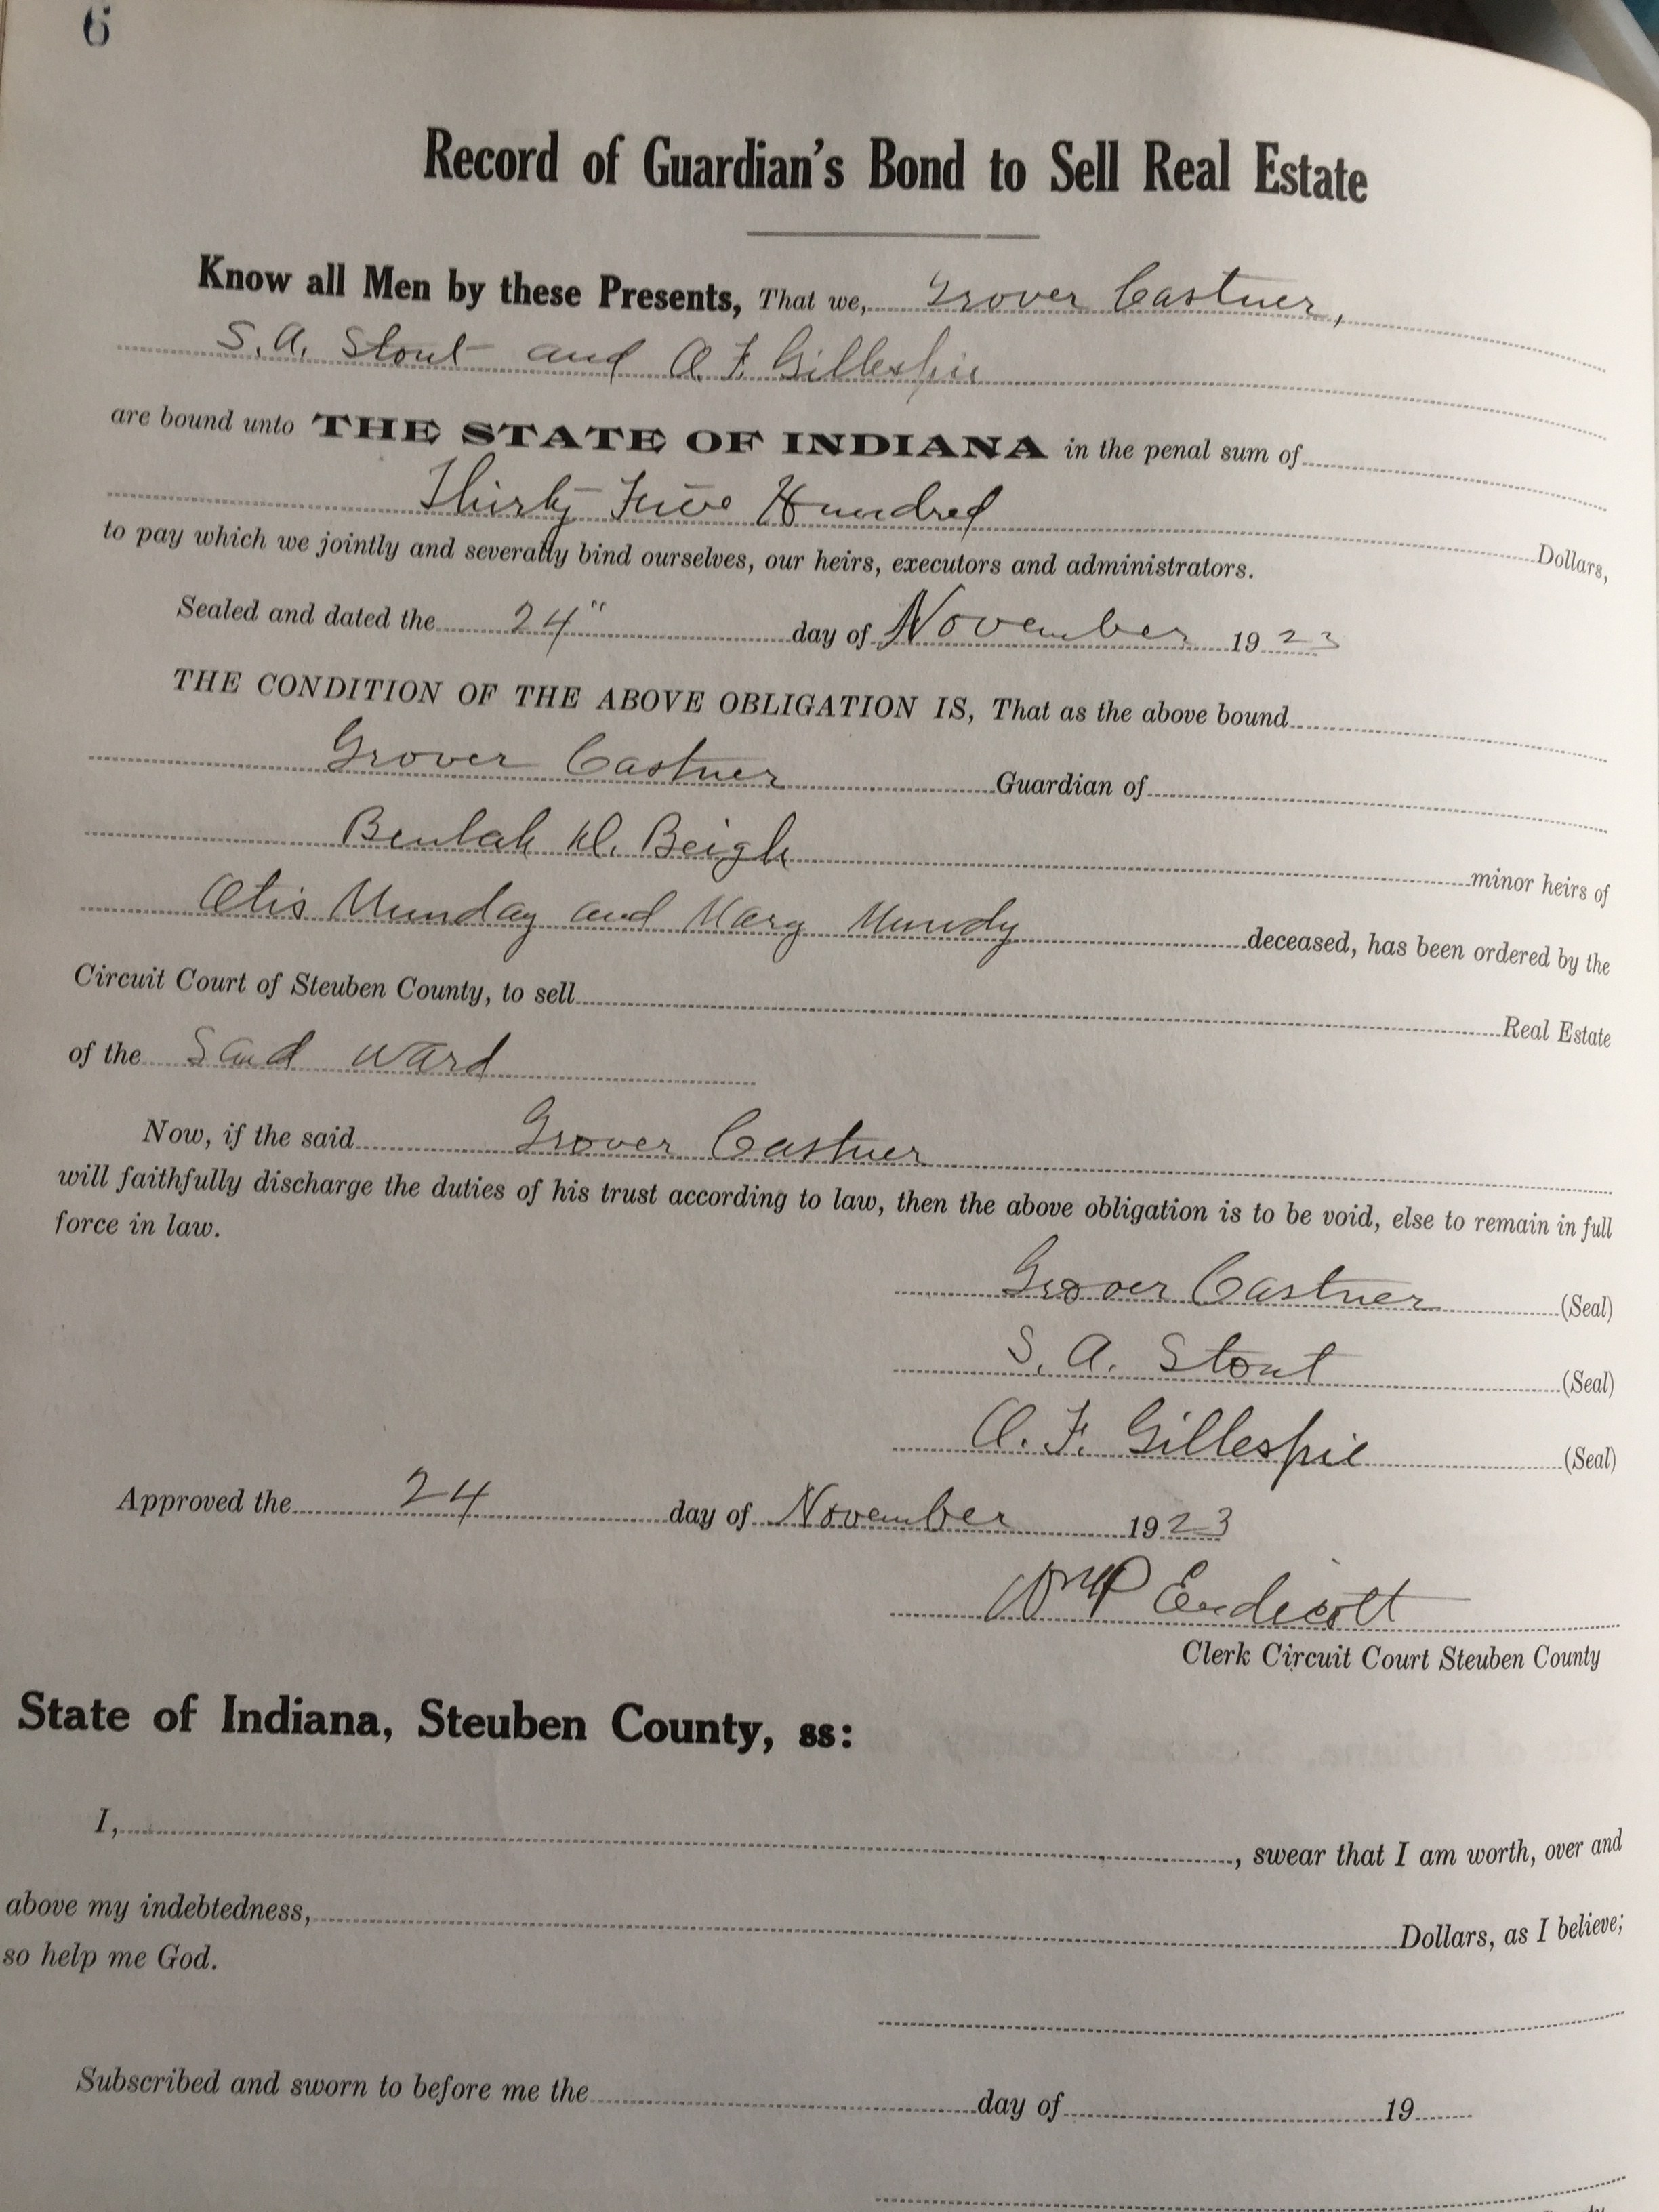 6
Record of Guardian's Bond to Sell Real Estate
Know all Men by these Presents, That we, Grover Castner,
S. A. Stout and A. F. Gillespie
are bound unto THE STATE OF INDIANA in the penal sum of
Thirty Five Hundred Dollars,
to pay which we jointly and severally bind ourselves, our heirs, executors and administrators.
Sealed and dated the 24" day of November 1923
THE CONDITION OF THE ABOVE OBLIGATION IS, That as the above bound
Grover Castner Guardian of
Beulah M. Beigh minor heirs of
Otis Munday and Mary Mundy deceased, has been ordered by the
Circuit Court of Steuben County, to sell Real Estate
of the Said ward
Now, if the said Grover Castner
will faithfully discharge the duties of his trust according to law, then the above obligation is to be void, else to remain in full
force in law.
Grover Castner (Seal)
S. A. Stout (Seal)
A. F. Gillespie (Seal)
Approved the 24 day of November 1923
Wm P Endicott
Clerk Circuit Court Steuben County
State of Indiana, Steuben County, ss:
I, , swear that I am worth, over and
above my indebtedness, Dollars, as I believe;
so help me God.
Subscribed and sworn to before me the day of 19